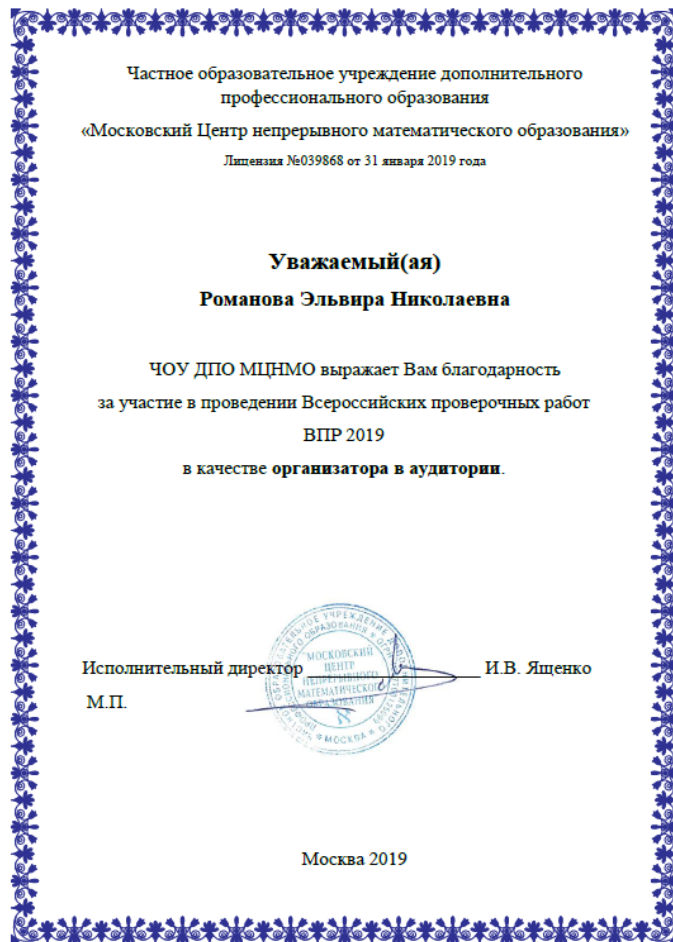 Частное образовательное учреждение дополнительного
профессионального образования
«Московский Центр непрерывного математического образования»
Лицензия №039868 от 31 января 2019 года
Уважаемый(ая)
Романова Эльвира Николаевна
ЧОУ ДПО МЦНМО выражает Вам благодарность
за участие в проведении Всероссийских проверочных работ
ВПР 2019
в качестве организатора в аудитории.
Исполнительный директор И.В. Ященко
М.П.
МОСКОВСКИЙ
ЦЕНТР
НЕПРЕРЫВНОГО
МАТЕМАТИЧЕСКОГО
ОБРАЗОВАНИЯ
МОСКВА
Москва 2019